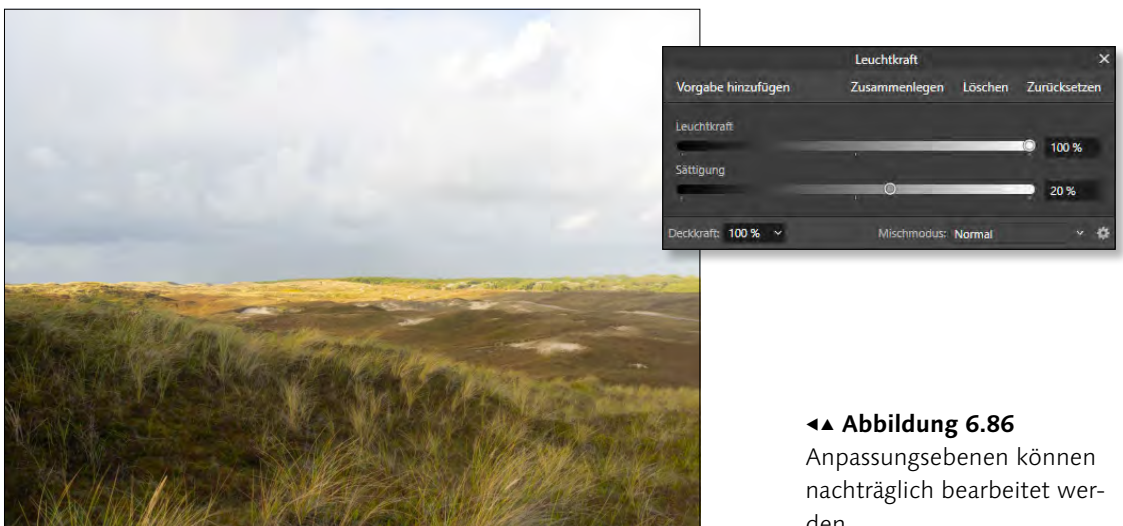 Leuchtkraft ×
Vorgabe hinzufügen Zusammenlegen Löschen Zurücksetzen
Leuchtkraft
100 %
Sättigung
20 %
Deckkraft: 100 % Mischmodus: Normal
◂▴ Abbildung 6.86
Anpassungsebenen können
nachträglich bearbeitet wer-
den